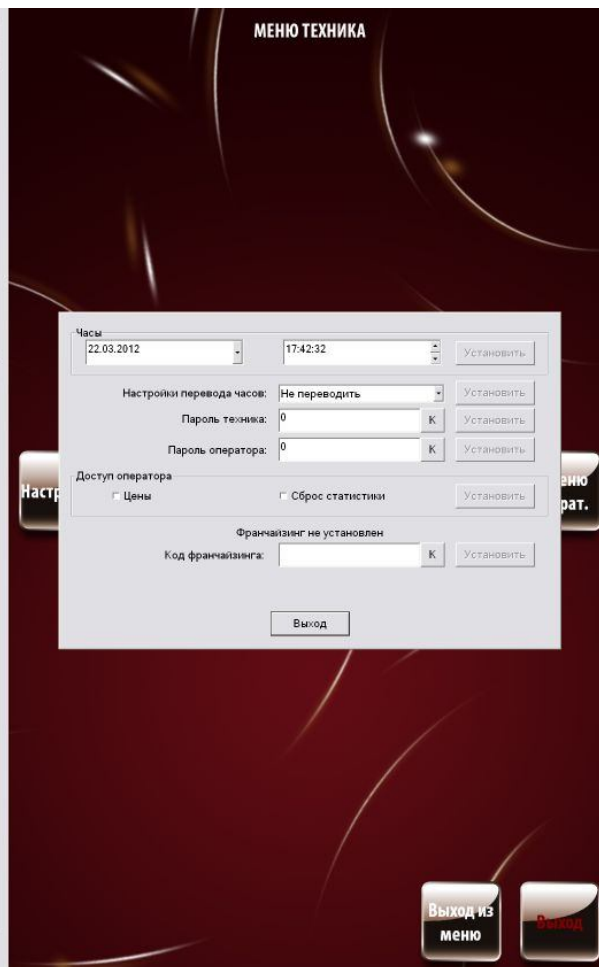 МЕНЮ ТЕХНИКА
Часы
22.03.2012 17:42:32 Установить
Настройки перевода часов: Не переводить Установить
Пароль техника: 0 К Установить
Пароль оператора: 0 К Установить
Доступ оператора
Цены Сброс статистики Установить
Франчайзинг не установлен
Код франчайзинга: К Установить
Выход
Выход из
меню
Выход